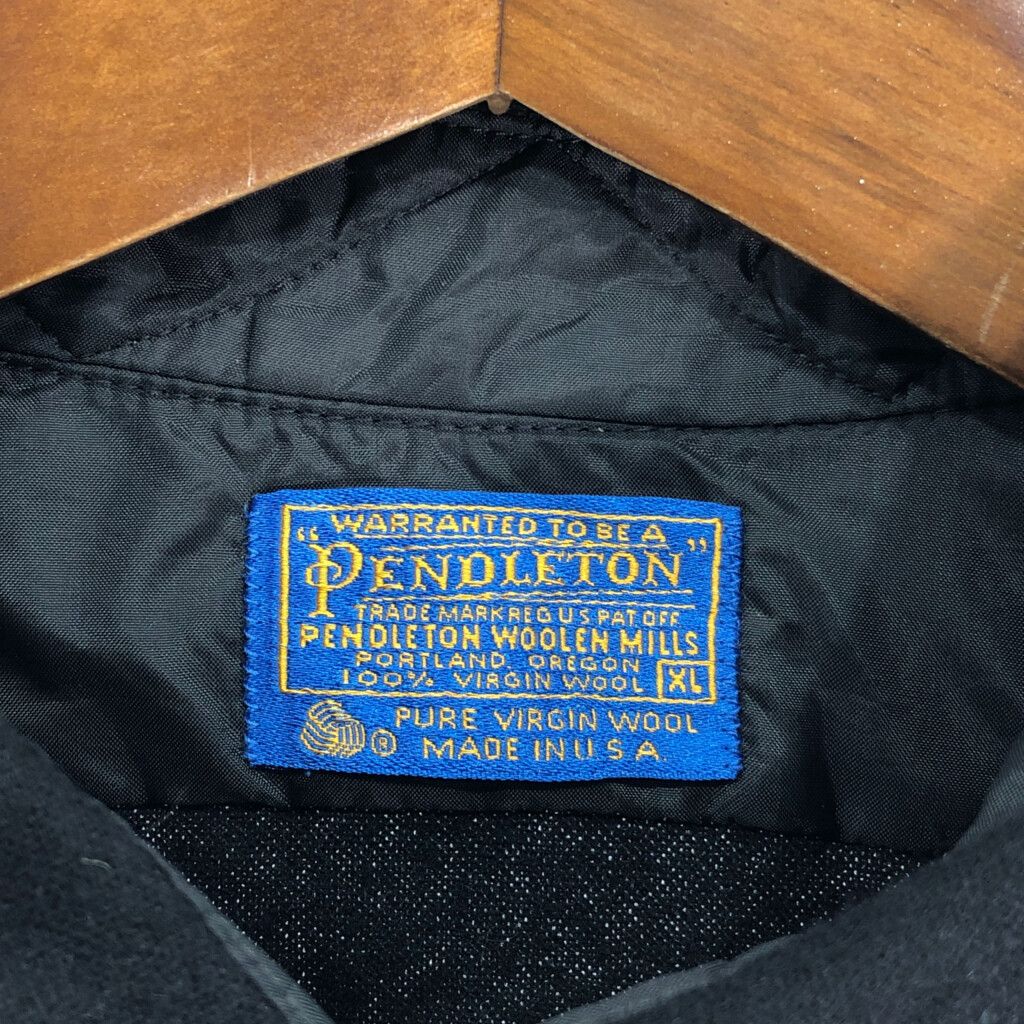 WARRANTED TO BE A
"PENDLETON"
TRADE MARK REG U S PAT OFF
PENDLETON WOOLEN MILLS
PORTLAND, OREGON
100% VIRGIN WOOL XL
® PURE VIRGIN WOOL
MADE IN U S A.